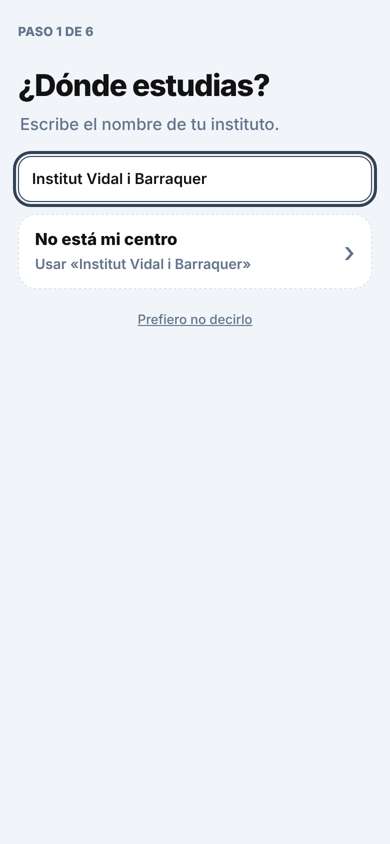 PASO 1 DE 6
¿Dónde estudias?
Escribe el nombre de tu instituto.
Institut Vidal i Barraquer
No está mi centro
Usar «Institut Vidal i Barraquer»
Prefiero no decirlo